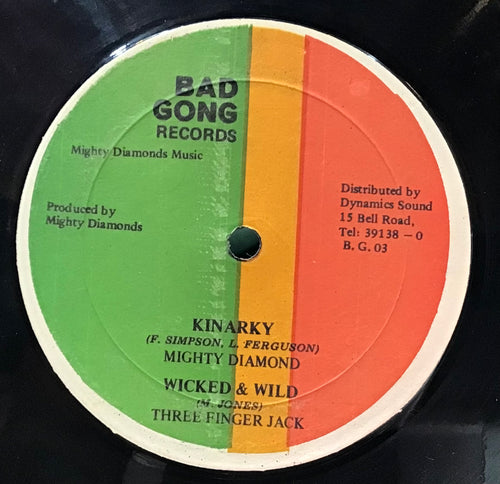 BAD
GONG
RECORDS
Mighty Diamonds Music
Produced by
Mighty Diamonds
Distributed by
Dynamics Sound
15 Bell Road,
Tel: 39138 – 0
B. G. 03
KINARKY
(F. SIMPSON, L. FERGUSON)
MIGHTY DIAMOND
WICKED & WILD
(M. JONES)
THREE FINGER JACK